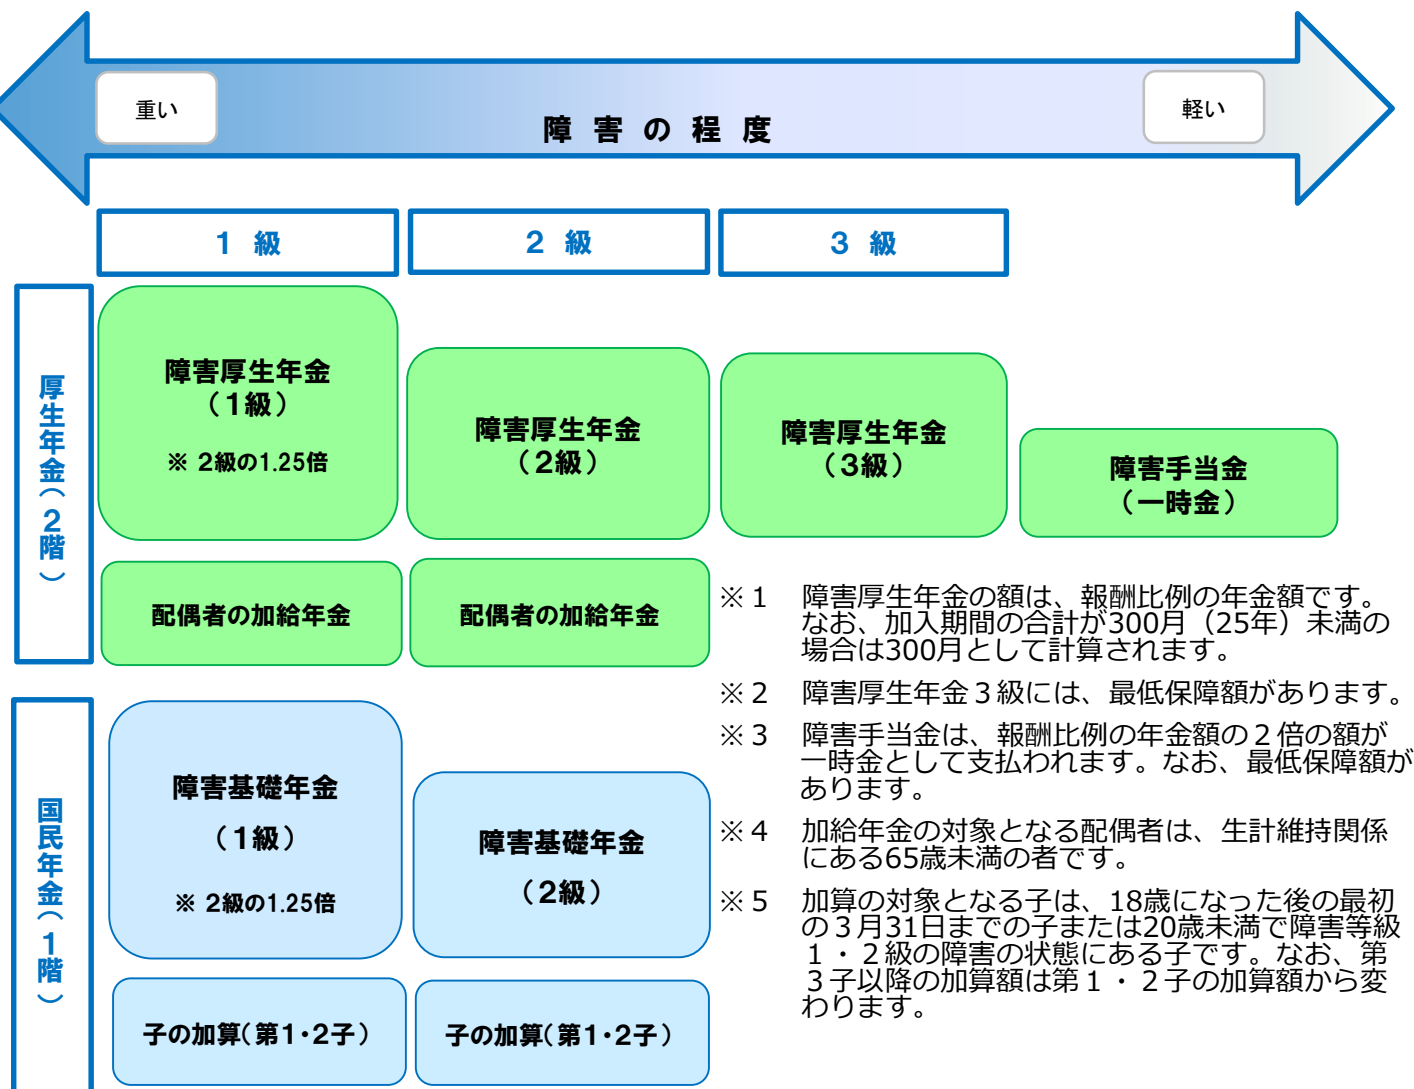 重い
障害の程度
軽い
1 級
2 級
3 級
厚生年金（2階）
障害厚生年金
（1級）
※ 2級の1.25倍
障害厚生年金
（2級）
障害厚生年金
（3級）
障害手当金
（一時金）
配偶者の加給年金
配偶者の加給年金
国民年金（1階）
障害基礎年金
（1級）
※ 2級の1.25倍
障害基礎年金
（2級）
子の加算（第1・2子）
子の加算（第1・2子）
※１　障害厚生年金の額は、報酬比例の年金額です。
なお、加入期間の合計が300月（25年）未満の
場合は300月として計算されます。
※２　障害厚生年金３級には、最低保障額があります。
※３　障害手当金は、報酬比例の年金額の２倍の額が
一時金として支払われます。なお、最低保障額が
あります。
※４　加給年金の対象となる配偶者は、生計維持関係
にある65歳未満の者です。
※５　加算の対象となる子は、18歳になった後の最初
の３月31日までの子または20歳未満で障害等級
１・２級の障害の状態にある子です。なお、第
３子以降の加算額は第１・２子の加算額から変
わります。